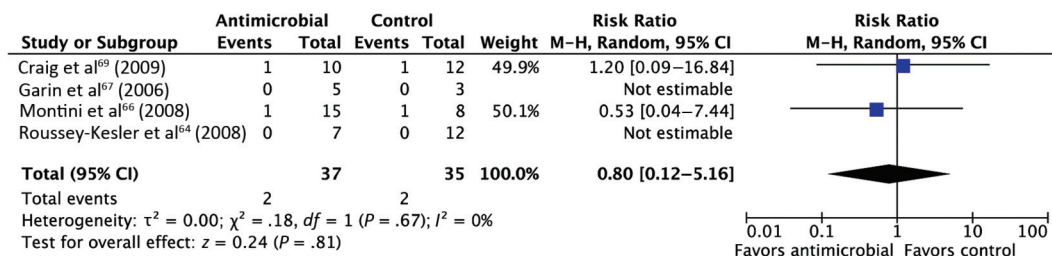 Antimicrobial Control Risk Ratio Risk Ratio
Study or Subgroup Events Total Events Total Weight M–H, Random, 95% CI M–H, Random, 95% CI
Craig et al⁶⁹ (2009) 1 10 1 12 49.9% 1.20 [0.09–16.84]
Garin et al⁶⁷ (2006) 0 5 0 3 Not estimable
Montini et al⁶⁶ (2008) 1 15 1 8 50.1% 0.53 [0.04–7.44]
Roussey-Kesler et al⁶⁴ (2008) 0 7 0 12 Not estimable
Total (95% CI) 37 35 100.0% 0.80 [0.12–5.16]
Total events 2 2
Heterogeneity: τ² = 0.00; χ² = .18, df = 1 (P = .67); I² = 0%
Test for overall effect: z = 0.24 (P = .81)
0.01 0.1 1 10 100
Favors antimicrobial Favors control